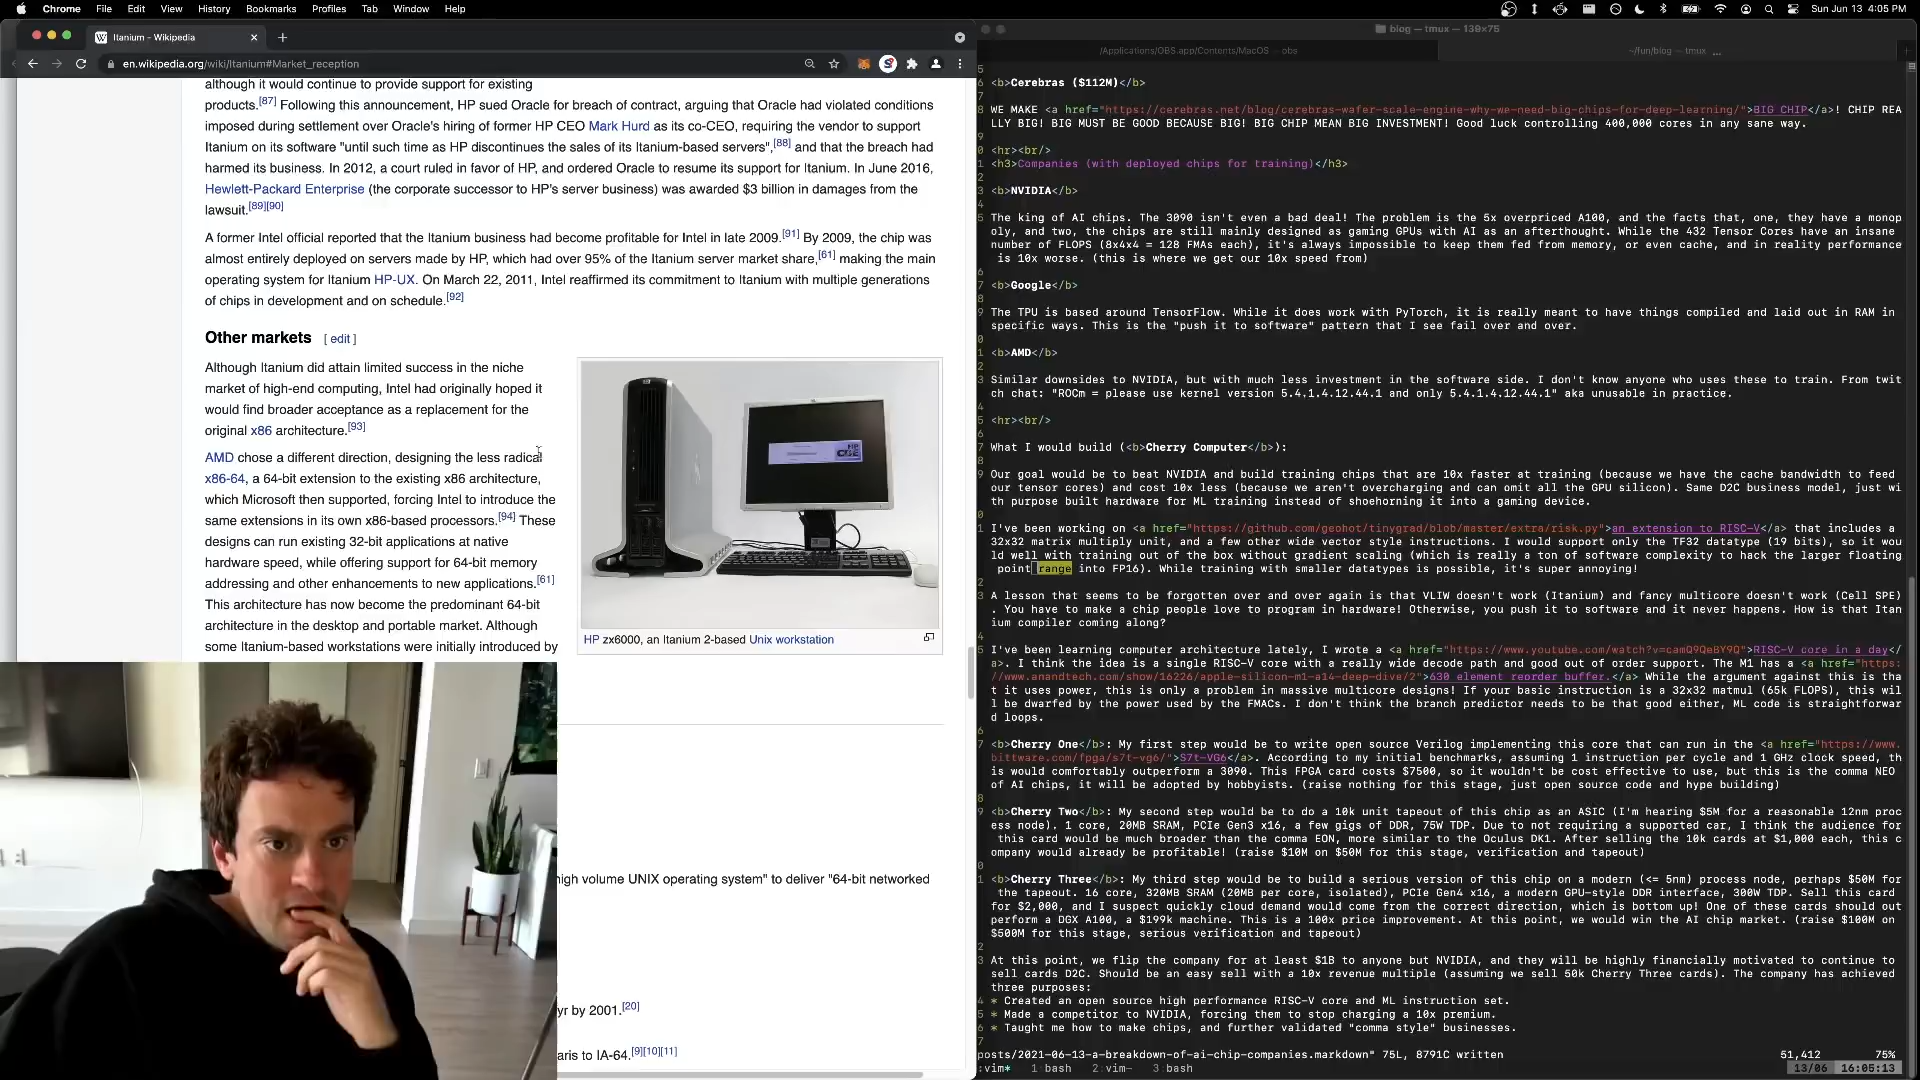 Chrome File Edit View History Bookmarks Profiles Tab Window Help
Sun Jun 13 4:05 PM
Itanium - Wikipedia
en.wikipedia.org/wiki/Itanium#Market_reception
although it would continue to provide support for existing
products.[87] Following this announcement, HP sued Oracle for breach of contract, arguing that Oracle had violated conditions
imposed during settlement over Oracle's hiring of former HP CEO Mark Hurd as its co-CEO, requiring the vendor to support
Itanium on its software "until such time as HP discontinues the sales of its Itanium-based servers",[88] and that the breach had
harmed its business. In 2012, a court ruled in favor of HP, and ordered Oracle to resume its support for Itanium. In June 2016,
Hewlett-Packard Enterprise (the corporate successor to HP's server business) was awarded $3 billion in damages from the
lawsuit.[89][90]
A former Intel official reported that the Itanium business had become profitable for Intel in late 2009.[91] By 2009, the chip was
almost entirely deployed on servers made by HP, which had over 95% of the Itanium server market share,[61] making the main
operating system for Itanium HP-UX. On March 22, 2011, Intel reaffirmed its commitment to Itanium with multiple generations
of chips in development and on schedule.[92]
Other markets [ edit ]
Although Itanium did attain limited success in the niche
market of high-end computing, Intel had originally hoped it
would find broader acceptance as a replacement for the
original x86 architecture.[93]
AMD chose a different direction, designing the less radical
x86-64, a 64-bit extension to the existing x86 architecture,
which Microsoft then supported, forcing Intel to introduce the
same extensions in its own x86-based processors.[94] These
designs can run existing 32-bit applications at native
hardware speed, while offering support for 64-bit memory
addressing and other enhancements to new applications.[61]
This architecture has now become the predominant 64-bit
architecture in the desktop and portable market. Although
some Itanium-based workstations were initially introduced by
HP zx6000, an Itanium 2-based Unix workstation
high volume UNIX operating system" to deliver "64-bit networked
yr by 2001.[20]
aris to IA-64.[9][10][11]
blog — tmux — 139×75
/Applications/OBS.app/Contents/MacOS — obs
~/fun/blog — tmux ...
<b>Cerebras ($112M)</b>
WE MAKE <a href="https://cerebras.net/blog/cerebras-wafer-scale-engine-why-we-need-big-chips-for-deep-learning/">BIG CHIP</a>! CHIP REA
LLY BIG! BIG MUST BE GOOD BECAUSE BIG! BIG CHIP MEAN BIG INVESTMENT! Good luck controlling 400,000 cores in any sane way.
<hr><br/>
<h3>Companies (with deployed chips for training)</h3>
<b>NVIDIA</b>
The king of AI chips. The 3090 isn't even a bad deal! The problem is the 5x overpriced A100, and the facts that, one, they have a monop
oly, and two, the chips are still mainly designed as gaming GPUs with AI as an afterthought. While the 432 Tensor Cores have an insane
number of FLOPS (8x4x4 = 128 FMAs each), it's always impossible to keep them fed from memory, or even cache, and in reality performance
is 10x worse. (this is where we get our 10x speed from)
<b>Google</b>
The TPU is based around TensorFlow. While it does work with PyTorch, it is really meant to have things compiled and laid out in RAM in
specific ways. This is the "push it to software" pattern that I see fail over and over.
<b>AMD</b>
Similar downsides to NVIDIA, but with much less investment in the software side. I don't know anyone who uses these to train. From twit
ch chat: "ROCm = please use kernel version 5.4.1.4.12.44.1 and only 5.4.1.4.12.44.1" aka unusable in practice.
<hr><br/>
What I would build (<b>Cherry Computer</b>):
Our goal would be to beat NVIDIA and build training chips that are 10x faster at training (because we have the cache bandwidth to feed
our tensor cores) and cost 10x less (because we aren't overcharging and can omit all the GPU silicon). Same D2C business model, just wi
th purpose built hardware for ML training instead of shoehorning it into a gaming device.
I've been working on <a href="https://github.com/geohot/tinygrad/blob/master/extra/risk.py">an extension to RISC-V</a> that includes a
32x32 matrix multiply unit, and a few other wide vector style instructions. I would support only the TF32 datatype (19 bits), so it wou
ld well with training out of the box without gradient scaling (which is really a ton of software complexity to hack the larger floating
point range into FP16). While training with smaller datatypes is possible, it's super annoying!
A lesson that seems to be forgotten over and over again is that VLIW doesn't work (Itanium) and fancy multicore doesn't work (Cell SPE)
. You have to make a chip people love to program in hardware! Otherwise, you push it to software and it never happens. How is that Itan
ium compiler coming along?
I've been learning computer architecture lately, I wrote a <a href="https://www.youtube.com/watch?v=camQ9QeBY9Q">RISC-V core in a day</
a>. I think the idea is a single RISC-V core with a really wide decode path and good out of order support. The M1 has a <a href="https:
//www.anandtech.com/show/16226/apple-silicon-m1-a14-deep-dive/2">630 element reorder buffer.</a> While the argument against this is tha
t it uses power, this is only a problem in massive multicore designs! If your basic instruction is a 32x32 matmul (65k FLOPS), this wil
l be dwarfed by the power used by the FMACs. I don't think the branch predictor needs to be that good either, ML code is straightforwar
d loops.
<b>Cherry One</b>: My first step would be to write open source Verilog implementing this core that can run in the <a href="https://www.
bittware.com/fpga/s7t-vg6/">S7t-VG6</a>. According to my initial benchmarks, assuming 1 instruction per cycle and 1 GHz clock speed, th
is would comfortably outperform a 3090. This FPGA card costs $7500, so it wouldn't be cost effective to use, but this is the comma NEO
of AI chips, it will be adopted by hobbyists. (raise nothing for this stage, just open source code and hype building)
<b>Cherry Two</b>: My second step would be to do a 10k unit tapeout of this chip as an ASIC (I'm hearing $5M for a reasonable 12nm proc
ess node). 1 core, 20MB SRAM, PCIe Gen3 x16, a few gigs of DDR, 75W TDP. Due to not requiring a supported car, I think the audience for
this card would be much broader than the comma EON, more similar to the Oculus DK1. After selling the 10k cards at $1,000 each, this c
ompany would already be profitable! (raise $10M on $50M for this stage, verification and tapeout)
<b>Cherry Three</b>: My third step would be to build a serious version of this chip on a modern (<= 5nm) process node, perhaps $50M for
the tapeout. 16 core, 320MB SRAM (20MB per core, isolated), PCIe Gen4 x16, a modern GPU-style DDR interface, 300W TDP. Sell this card
for $2,000, and I suspect quickly cloud demand would come from the correct direction, which is bottom up! One of these cards should out
perform a DGX A100, a $199k machine. This is a 100x price improvement. At this point, we would win the AI chip market. (raise $100M on
$500M for this stage, serious verification and tapeout)
At this point, we flip the company for at least $1B to anyone but NVIDIA, and they will be highly financially motivated to continue to
sell cards D2C. Should be an easy sell with a 10x revenue multiple (assuming we sell 50k Cherry Three cards). The company has achieved
three purposes:
* Created an open source high performance RISC-V core and ML instruction set.
* Made a competitor to NVIDIA, forcing them to stop charging a 10x premium.
* Taught me how to make chips, and further validated "comma style" businesses.
posts/2021-06-13-a-breakdown-of-ai-chip-companies.markdown" 75L, 8791C written 51,412 75%
:vim* 1:bash 2:vim- 3:bash 13/06 16:05:13